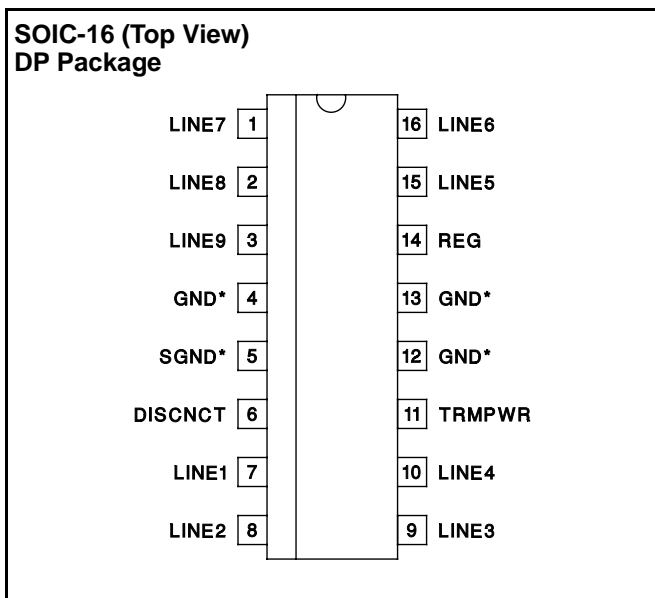 SOIC-16 (Top View)
DP Package
LINE7 1 16 LINE6
LINE8 2 15 LINE5
LINE9 3 14 REG
GND* 4 13 GND*
SGND* 5 12 GND*
DISCNCT 6 11 TRMPWR
LINE1 7 10 LINE4
LINE2 8 9 LINE3